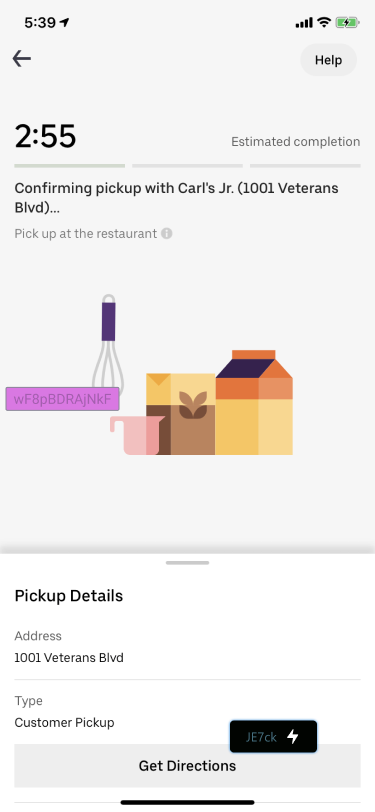 5:39
Help
2:55
Estimated completion
Confirming pickup with Carl's Jr. (1001 Veterans
Blvd)...
Pick up at the restaurant
wF8pBDRAjNkF
Pickup Details
Address
1001 Veterans Blvd
Type
Customer Pickup
JE7ck
Get Directions